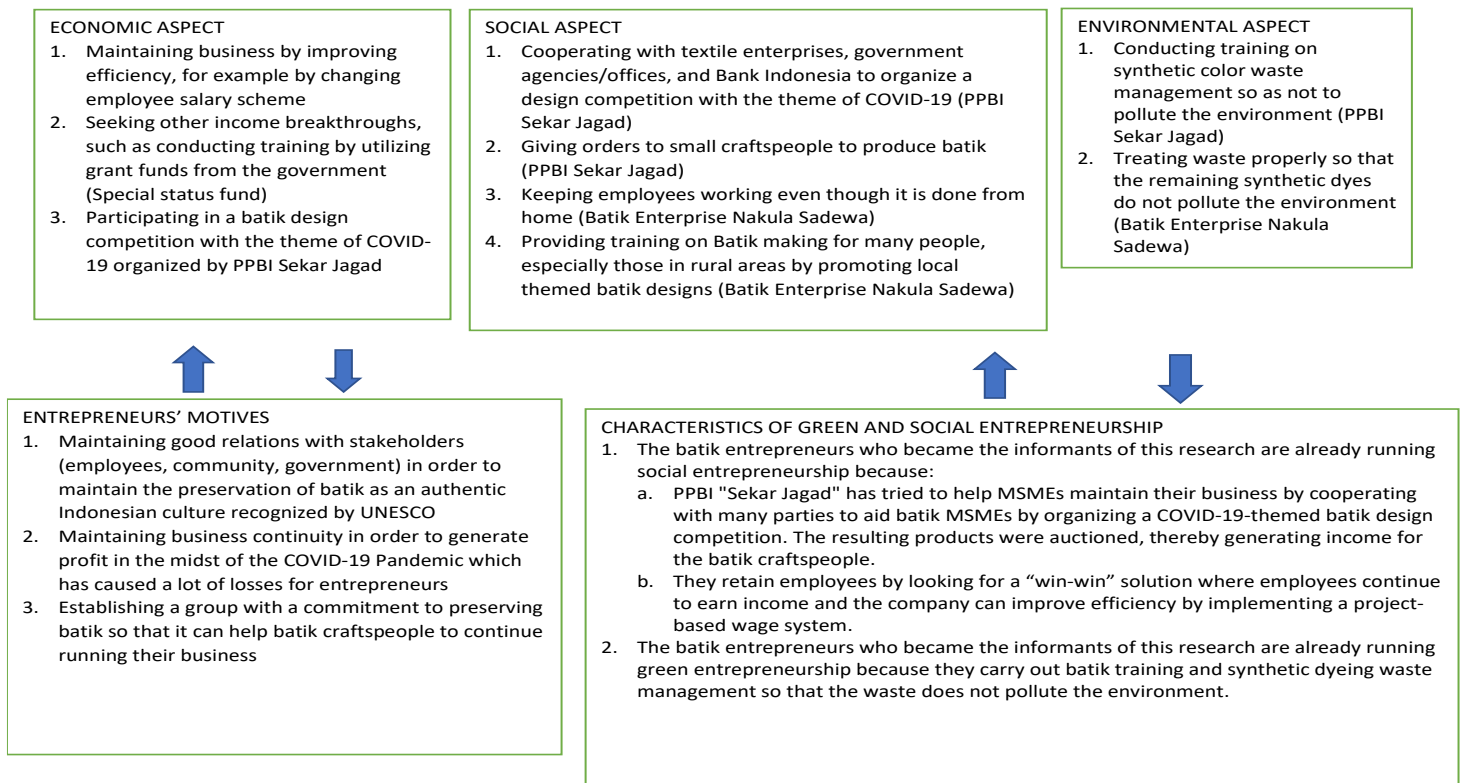 ECONOMIC ASPECT
1. Maintaining business by improving
efficiency, for example by changing
employee salary scheme
2. Seeking other income breakthroughs,
such as conducting training by utilizing
grant funds from the government
(Special status fund)
3. Participating in a batik design
competition with the theme of COVID-
19 organized by PPBI Sekar Jagad
SOCIAL ASPECT
1. Cooperating with textile enterprises, government
agencies/offices, and Bank Indonesia to organize a
design competition with the theme of COVID-19 (PPBI
Sekar Jagad)
2. Giving orders to small craftspeople to produce batik
(PPBI Sekar Jagad)
3. Keeping employees working even though it is done from
home (Batik Enterprise Nakula Sadewa)
4. Providing training on Batik making for many people,
especially those in rural areas by promoting local
themed batik designs (Batik Enterprise Nakula Sadewa)
ENVIRONMENTAL ASPECT
1. Conducting training on
synthetic color waste
management so as not to
pollute the environment (PPBI
Sekar Jagad)
2. Treating waste properly so that
the remaining synthetic dyes
do not pollute the environment
(Batik Enterprise Nakula
Sadewa)
ENTREPRENEURS’ MOTIVES
1. Maintaining good relations with stakeholders
(employees, community, government) in order to
maintain the preservation of batik as an authentic
Indonesian culture recognized by UNESCO
2. Maintaining business continuity in order to generate
profit in the midst of the COVID-19 Pandemic which
has caused a lot of losses for entrepreneurs
3. Establishing a group with a commitment to preserving
batik so that it can help batik craftspeople to continue
running their business
CHARACTERISTICS OF GREEN AND SOCIAL ENTREPRENEURSHIP
1. The batik entrepreneurs who became the informants of this research are already running
social entrepreneurship because:
a. PPBI "Sekar Jagad" has tried to help MSMEs maintain their business by cooperating
with many parties to aid batik MSMEs by organizing a COVID-19-themed batik design
competition. The resulting products were auctioned, thereby generating income for
the batik craftspeople.
b. They retain employees by looking for a “win-win” solution where employees continue
to earn income and the company can improve efficiency by implementing a project-
based wage system.
2. The batik entrepreneurs who became the informants of this research are already running
green entrepreneurship because they carry out batik training and synthetic dyeing waste
management so that the waste does not pollute the environment.